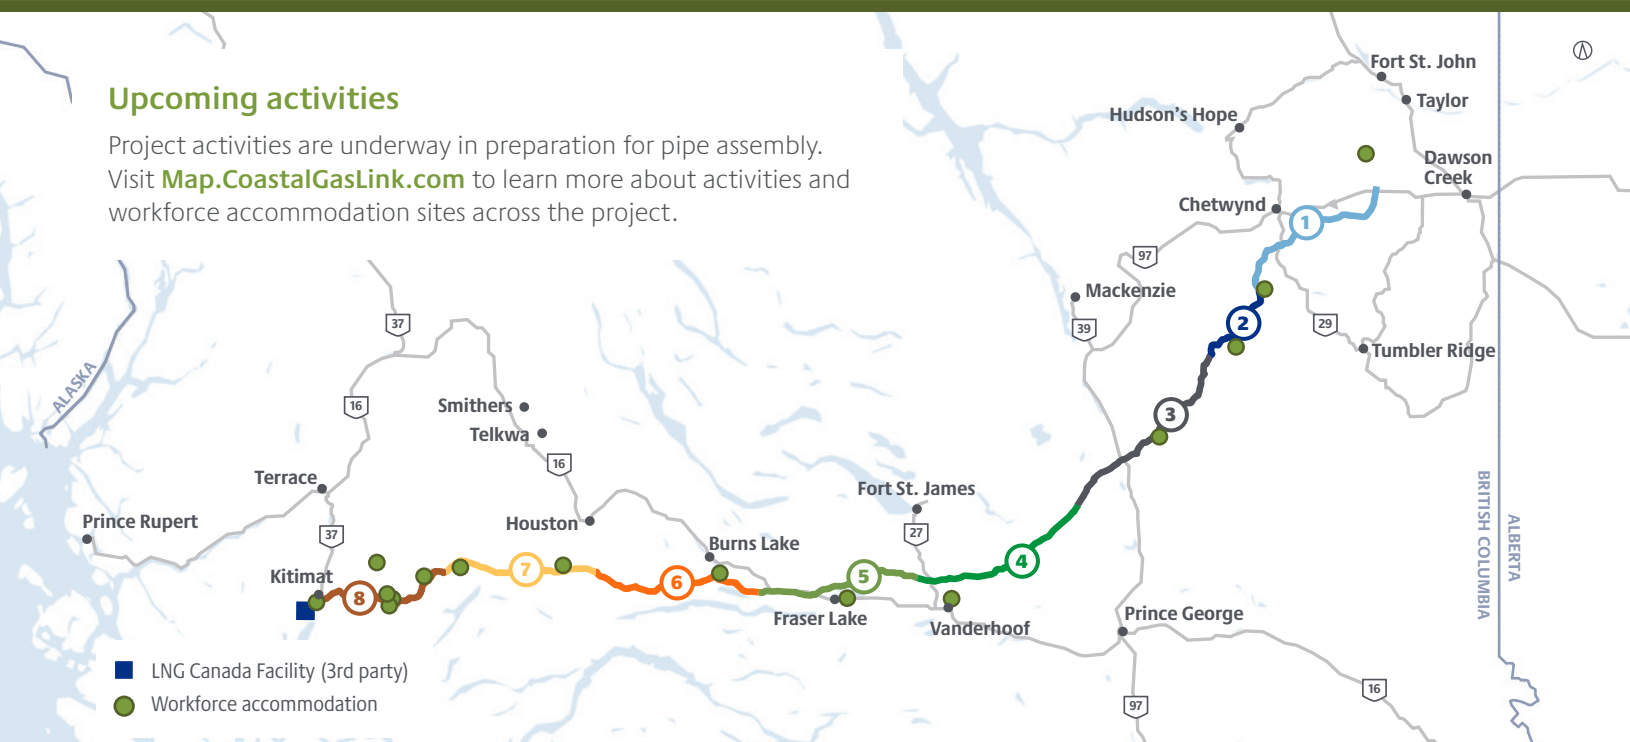 Upcoming activities
Project activities are underway in preparation for pipe assembly.
Visit Map.CoastalGasLink.com to learn more about activities and
workforce accommodation sites across the project.
Fort St. John
Taylor
Hudson's Hope
Dawson
Creek
Chetwynd
1
97
Mackenzie
39
2
29
Tumbler Ridge
37
ALASKA
16
Smithers
Telkwa
16
3
Terrace
Fort St. James
BRITISH COLUMBIA
ALBERTA
Prince Rupert
37
Houston
27
Burns Lake
Kitimat
8
7
6
5
4
Fraser Lake
Vanderhoof
Prince George
LNG Canada Facility (3rd party)
Workforce accommodation
16
97